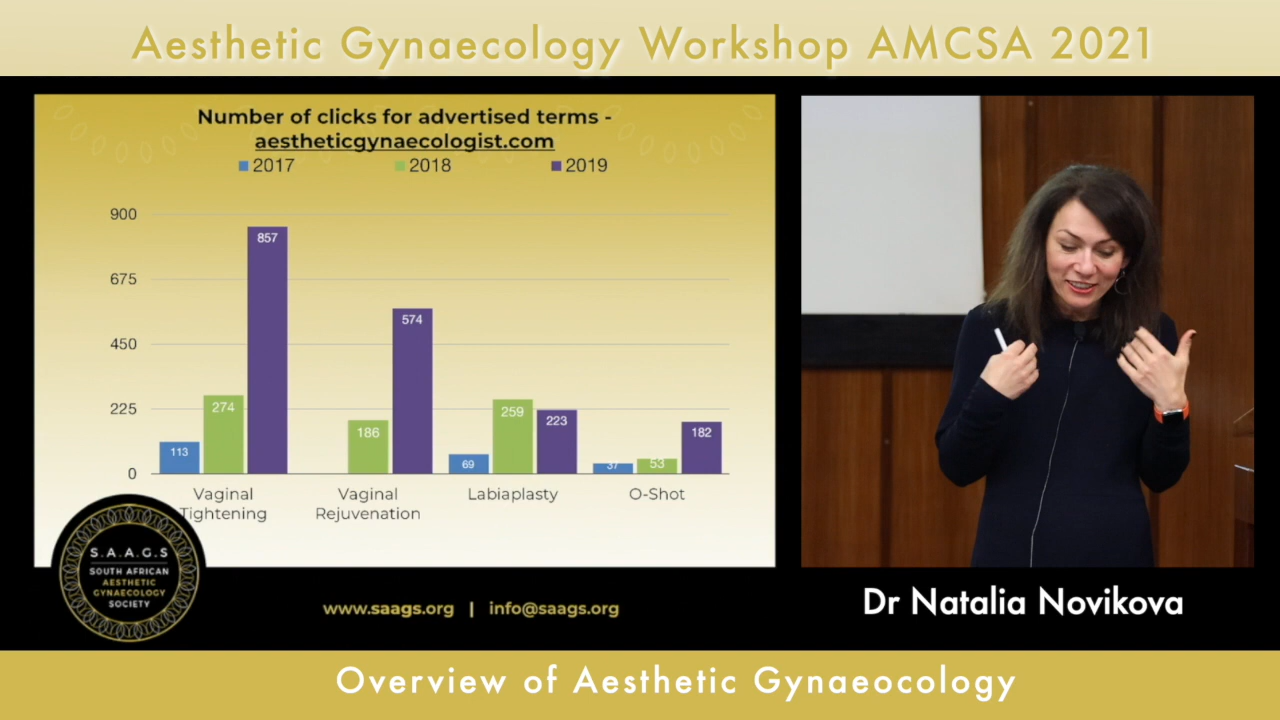 Aesthetic Gynaecology Workshop AMCSA 2021
Number of clicks for advertised terms -
aestheticgynaecologist.com
2017 2018 2019
900
675
450
225
0
857
574
274
186
113
259
223
69
182
53
37
Vaginal
Tightening
Vaginal
Rejuvenation
Labiaplasty
O-Shot
S.A.A.G.S
SOUTH AFRICAN
AESTHETIC
GYNAECOLOGY
SOCIETY
www.saags.org | info@saags.org
Dr Natalia Novikova
Overview of Aesthetic Gynaeocology